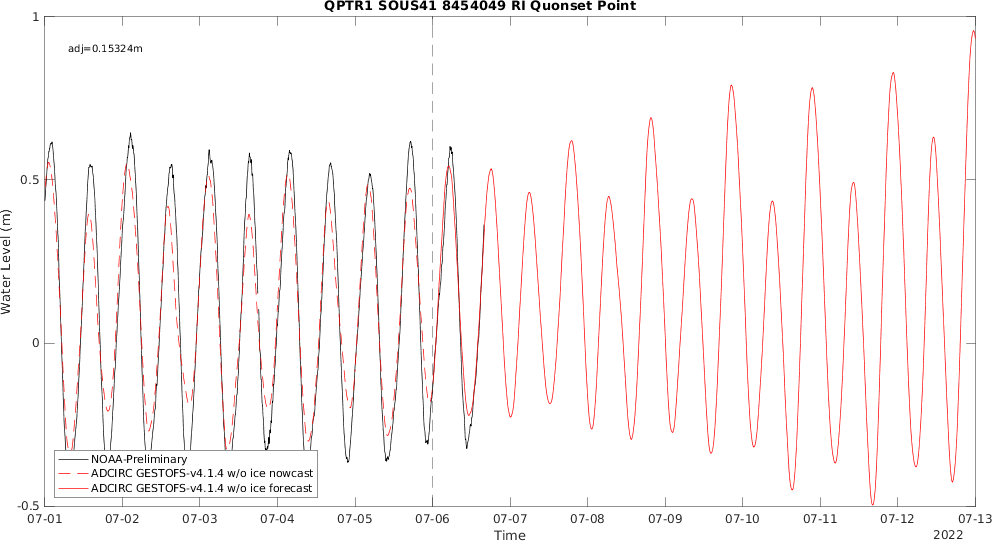 QPTR1 SOUS41 8454049 RI Quonset Point
adj=0.15324m
1
0.5
0
-0.5
Water Level (m)
NOAA-Preliminary
ADCIRC GESTOFS-v4.1.4 w/o ice nowcast
ADCIRC GESTOFS-v4.1.4 w/o ice forecast
07-01 07-02 07-03 07-04 07-05 07-06 07-07 07-08 07-09 07-10 07-11 07-12 07-13
Time
2022